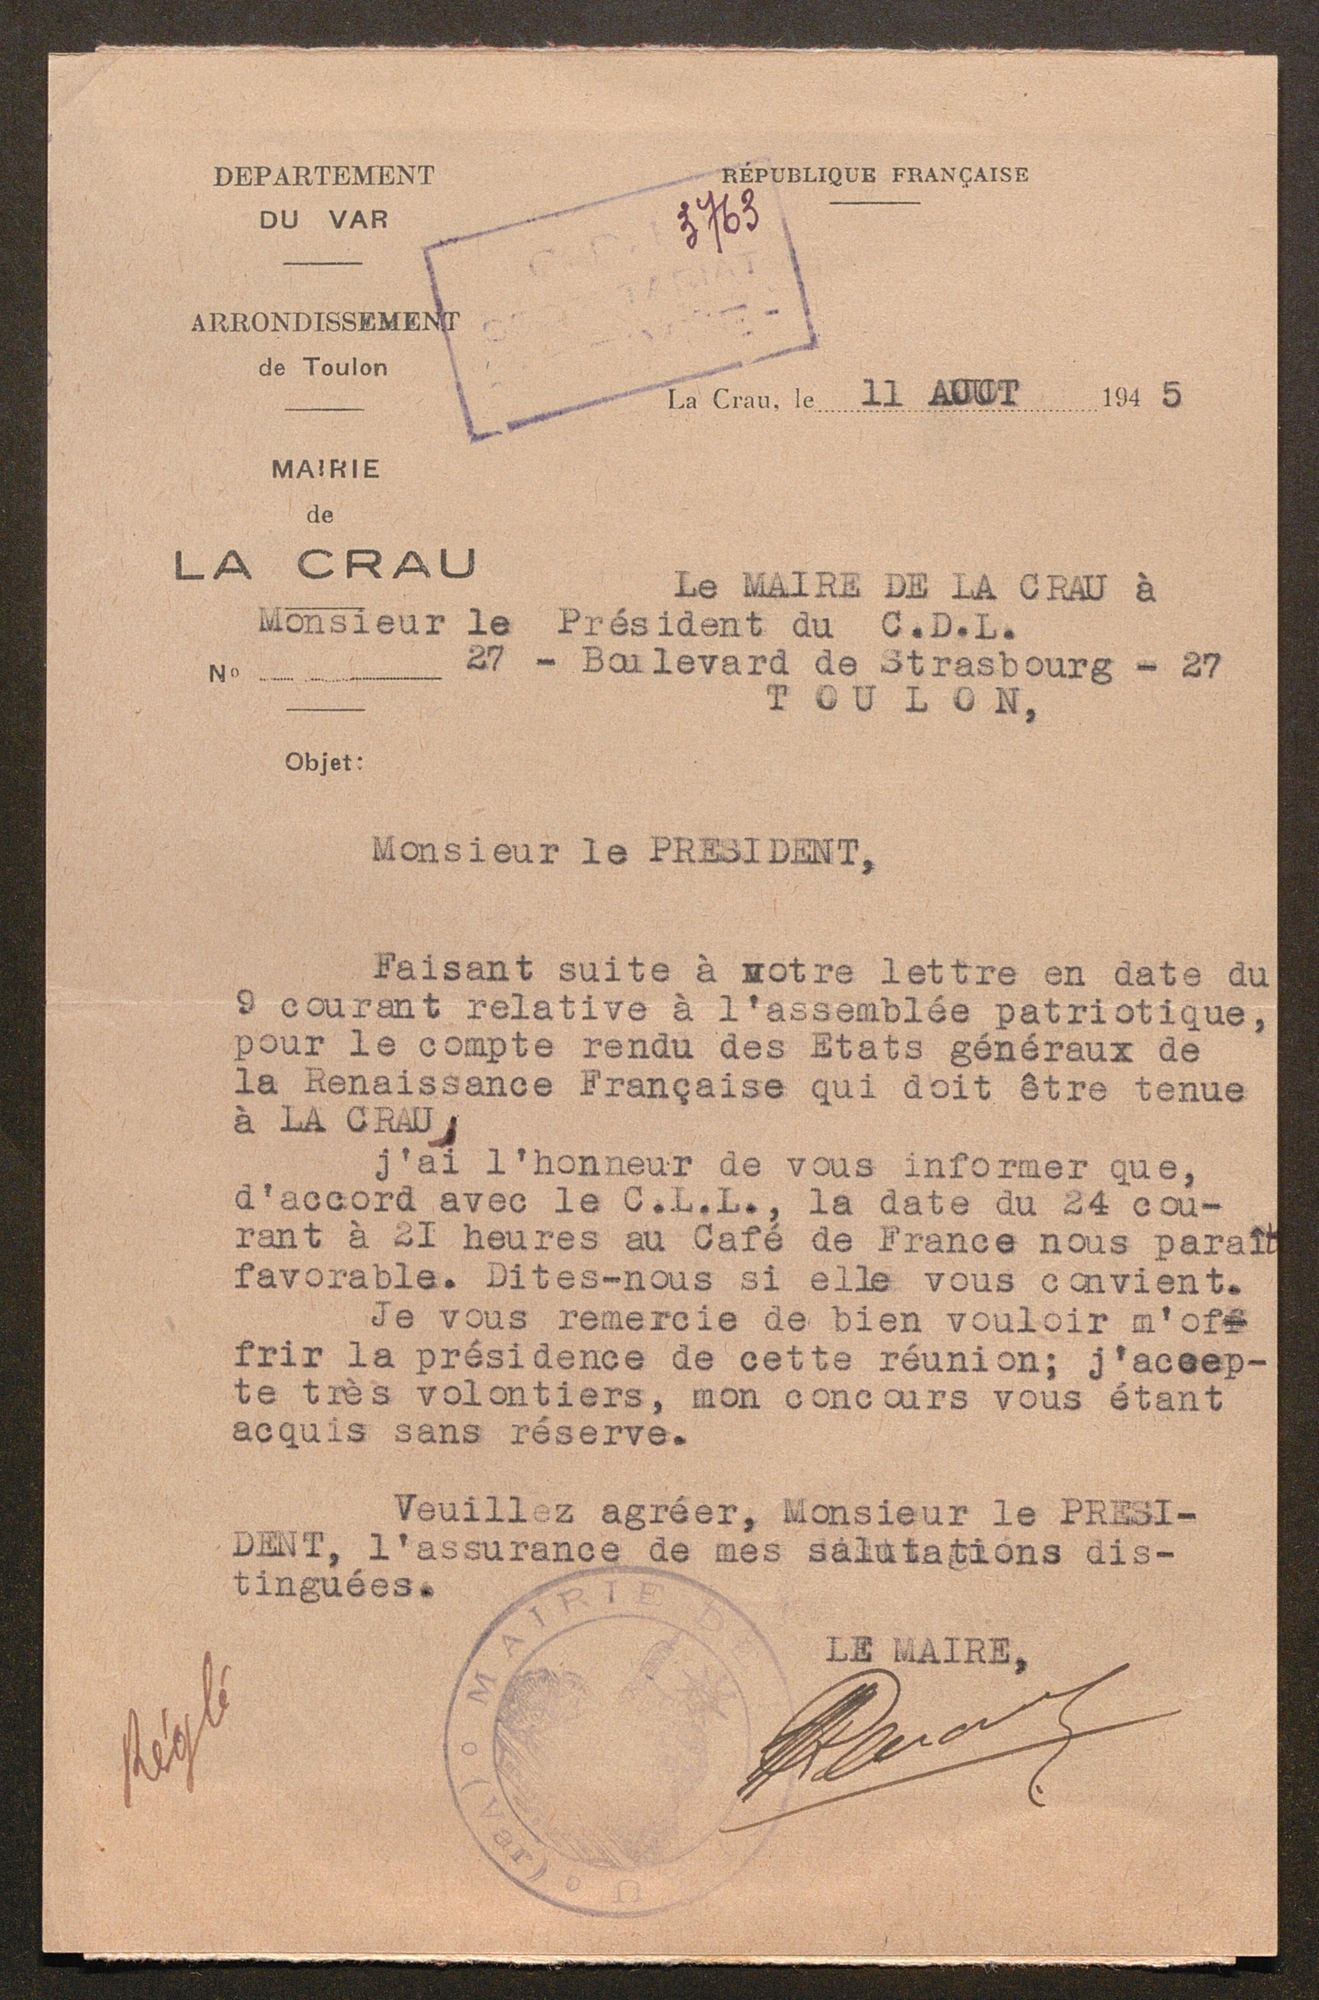 DEPARTEMENT
DU VAR
RÉPUBLIQUE FRANÇAISE
3763
ARRONDISSEMENT
de Toulon
La Crau, le 11 AOUT 1945
MAIRIE
de
LA CRAU
Le MAIRE DE LA CRAU à
Monsieur le Président du C.D.L.
27 - Boulevard de Strasbourg - 27
TOULON,
No
Objet:
Monsieur le PRESIDENT,
Faisant suite à votre lettre en date du
9 courant relative à l'assemblée patriotique,
pour le compte rendu des Etats généraux de
la Renaissance Française qui doit être tenue
à LA CRAU,
j'ai l'honneur de vous informer que,
d'accord avec le C.L.L., la date du 24 cou-
rant à 2I heures au Café de France nous paraît
favorable. Dites-nous si elle vous convient.
Je vous remercie de bien vouloir m'off
frir la présidence de cette réunion; j'accep-
te très volontiers, mon concours vous étant
acquis sans réserve.
Veuillez agréer, Monsieur le PRESI-
DENT, l'assurance de mes salutations dis-
tinguées.
LE MAIRE,
MAIRIE DE
U
(Var)
Réglé